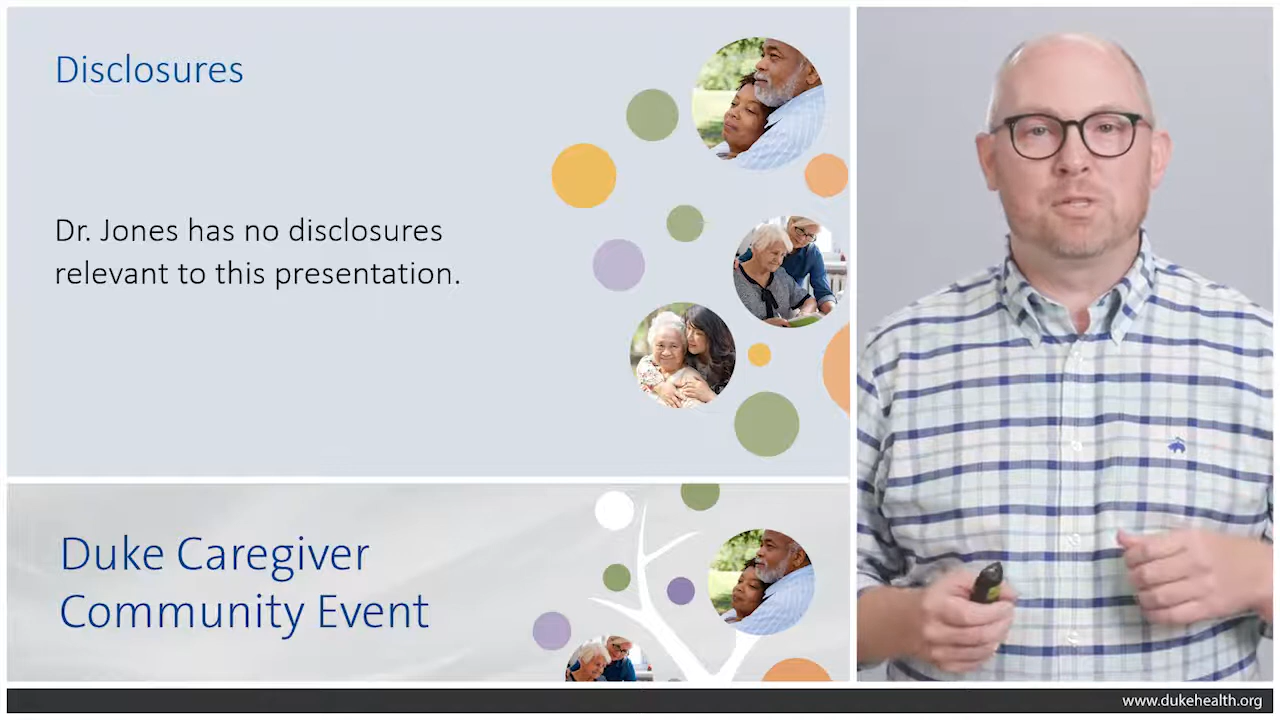 Disclosures
Dr. Jones has no disclosures
relevant to this presentation.
Duke Caregiver
Community Event
www.dukehealth.org